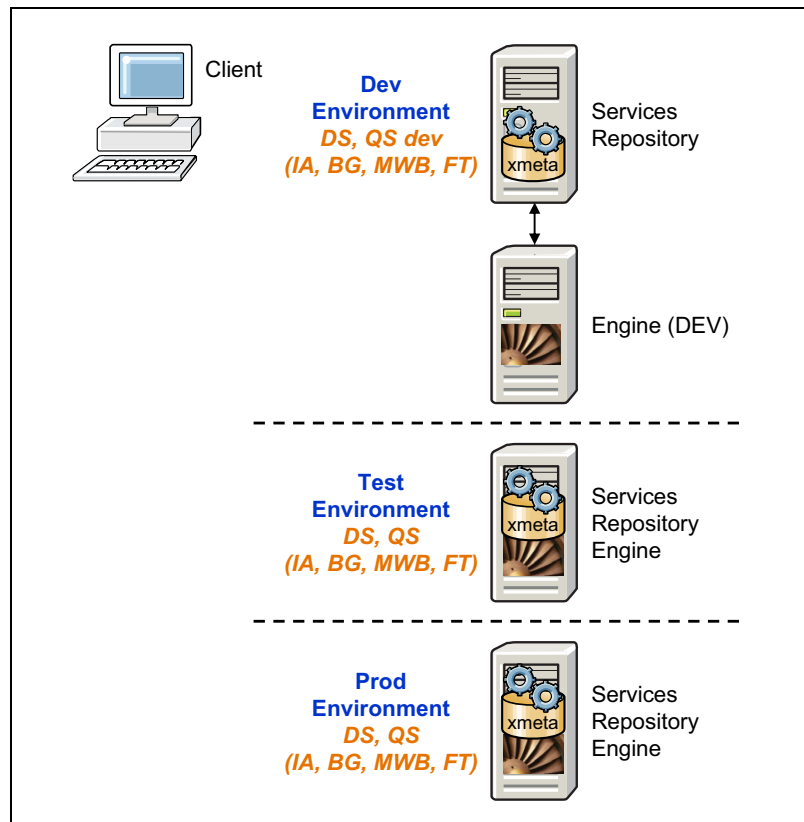 Client
Dev
Environment
DS, QS dev
(IA, BG, MWB, FT)
xmeta
Services
Repository
Engine (DEV)
Test
Environment
DS, QS
(IA, BG, MWB, FT)
xmeta
Services
Repository
Engine
Prod
Environment
DS, QS
(IA, BG, MWB, FT)
xmeta
Services
Repository
Engine